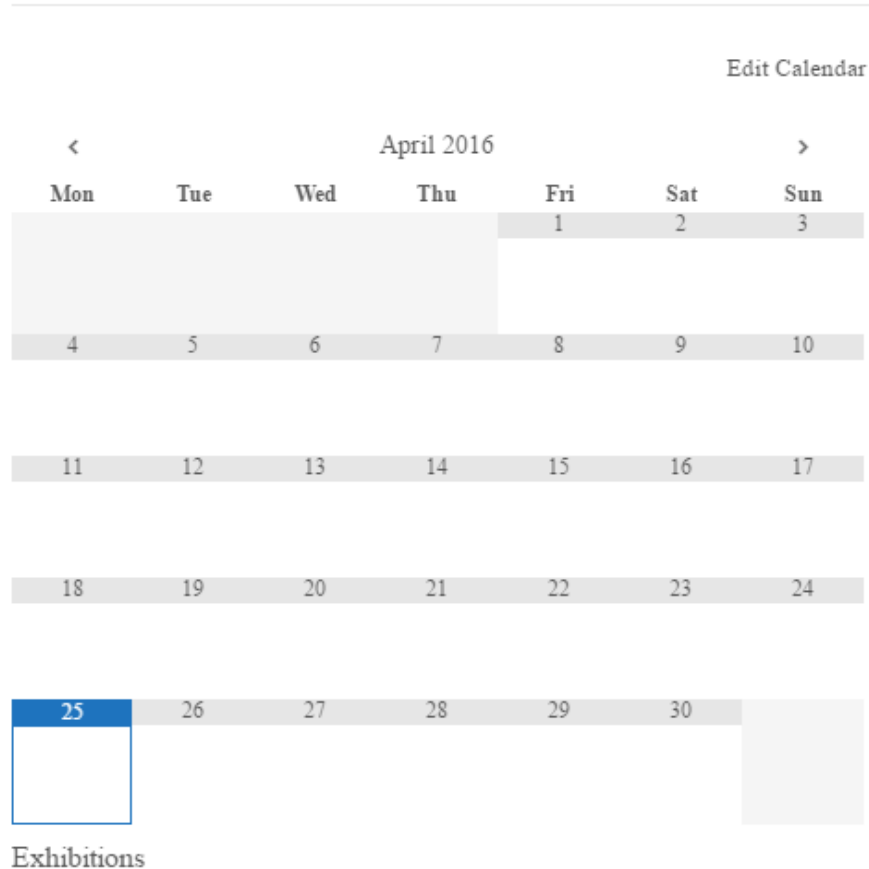 Edit Calendar
‹ April 2016 ›
Mon Tue Wed Thu Fri Sat Sun
1 2 3
4 5 6 7 8 9 10
11 12 13 14 15 16 17
18 19 20 21 22 23 24
25 26 27 28 29 30
Exhibitions